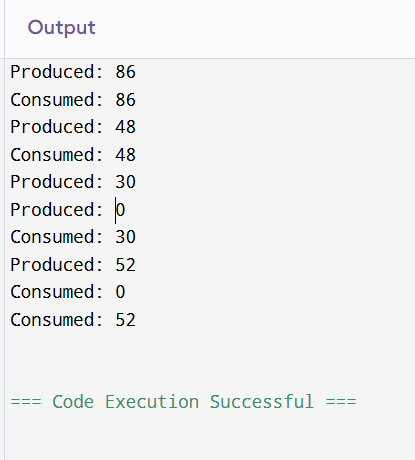 Output
Produced: 86
Consumed: 86
Produced: 48
Consumed: 48
Produced: 30
Produced: 0
Consumed: 30
Produced: 52
Consumed: 0
Consumed: 52
=== Code Execution Successful ===